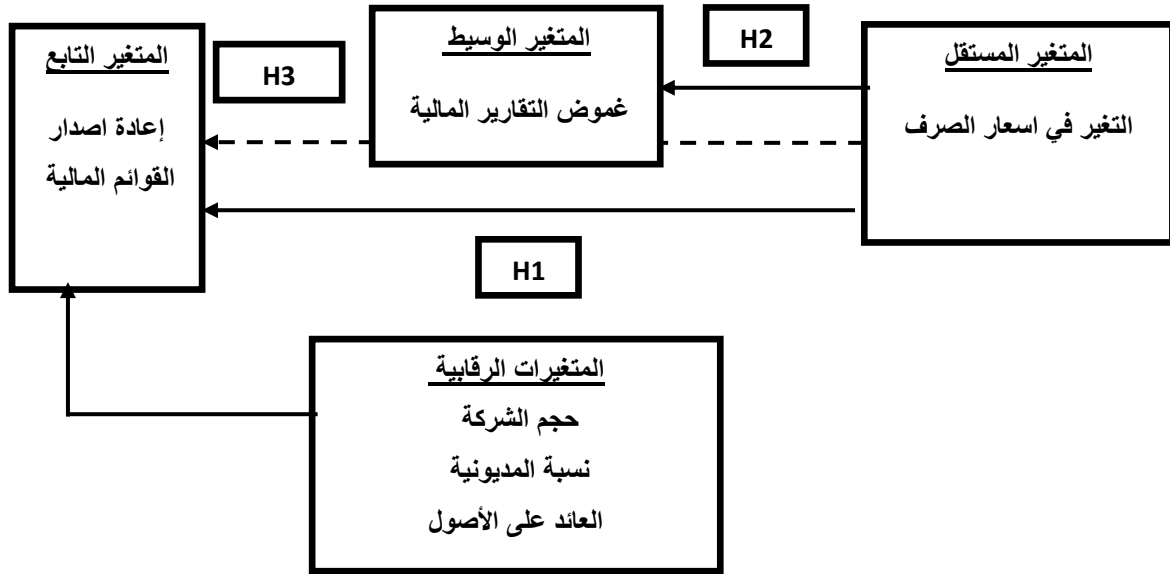 المتغير المستقل
التغير في اسعار الصرف
H2
المتغير الوسيط
غموض التقارير المالية
H3
المتغير التابع
إعادة اصدار
القوائم المالية
H1
المتغيرات الرقابية
حجم الشركة
نسبة المديونية
العائد على الأصول